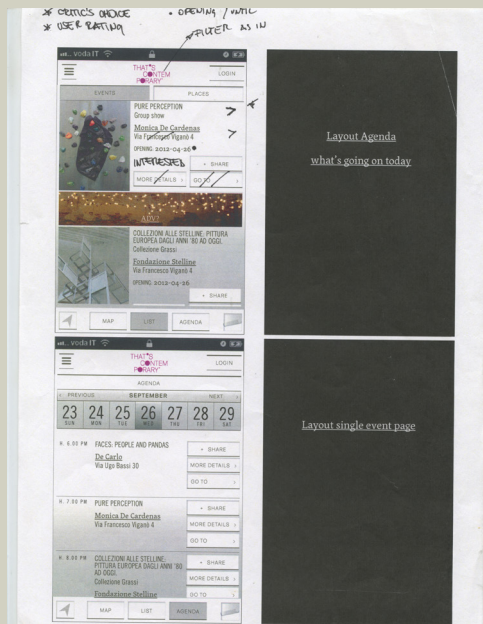 * CRITIC'S CHOICE
• OPENING / UNTIL
* USER RATING
FILTER AS IN
voda IT
THAT'S
CONTEMPORARY
LOGIN
EVENTS
PLACES
PURE PERCEPTION
Group show
Monica De Cardenas
Via Francesco Viganò 4
OPENING: 2012-04-26
INTERESTED
+ SHARE
MORE DETAILS ›
GO TO ›
ADV?
COLLEZIONI ALLE STELLINE: PITTURA
EUROPEA DAGLI ANNI '80 AD OGGI.
Collezione Grassi
Fondazione Stelline
Via Francesco Viganò 4
OPENING: 2012-04-26
+ SHARE
MAP
LIST
AGENDA
Layout Agenda
what's going on today
voda IT
THAT'S
CONTEMPORARY
LOGIN
AGENDA
‹ PREVIOUS
SEPTEMBER
NEXT ›
23 24 25 26 27 28 29
SUN MON TUE WED THU FRI SAT
H. 6.00 PM
FACES: PEOPLE AND PANDAS
De Carlo
Via Ugo Bassi 30
+ SHARE
MORE DETAILS ›
GO TO ›
H. 7.00 PM
PURE PERCEPTION
Monica De Cardenas
Via Francesco Viganò 4
+ SHARE
MORE DETAILS ›
GO TO ›
H. 8.00 PM
COLLEZIONI ALLE STELLINE:
PITTURA EUROPEA DAGLI ANNI '80
AD OGGI.
Collezione Grassi
Fondazione Stelline
+ SHARE
MORE DETAILS ›
GO TO ›
MAP
LIST
AGENDA
Layout single event page